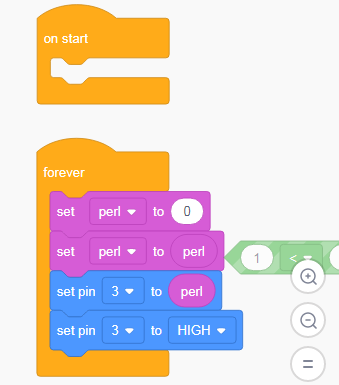 on start
forever
set perl to 0
set perl to perl
1 <
set pin 3 to perl
set pin 3 to HIGH